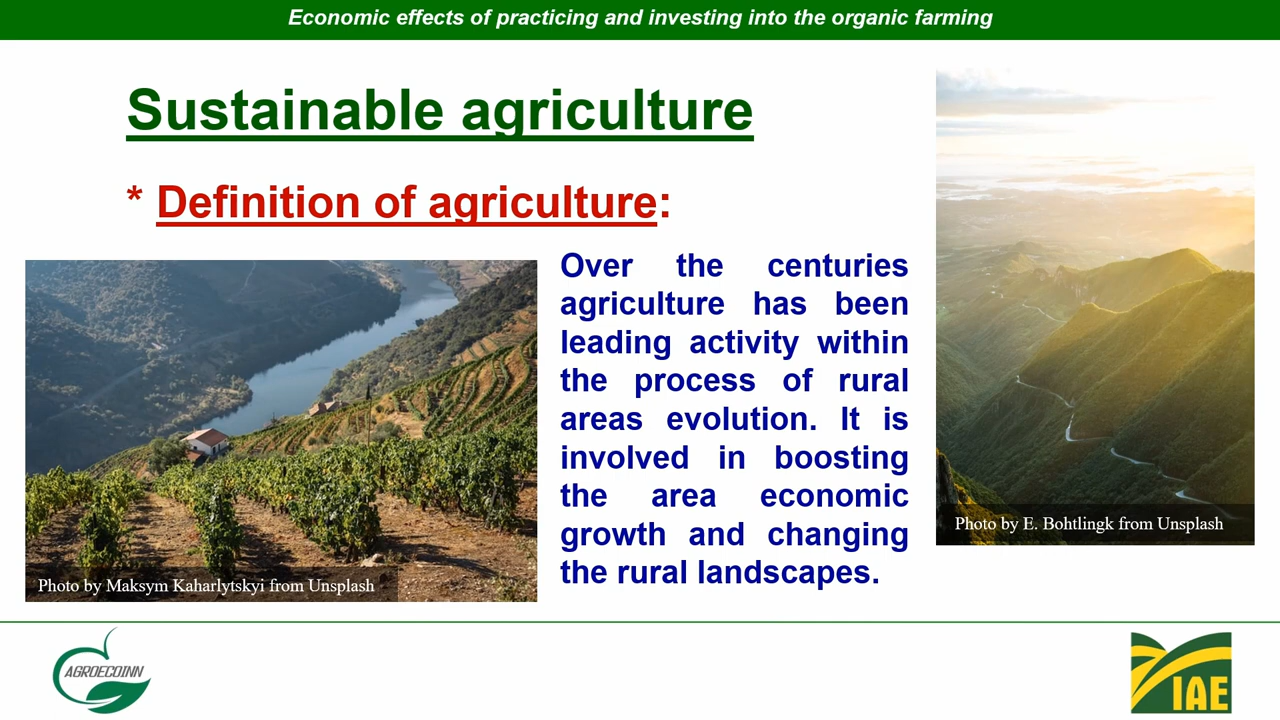 Economic effects of practicing and investing into the organic farming
Sustainable agriculture
* Definition of agriculture:
Over the centuries
agriculture has been
leading activity within
the process of rural
areas evolution. It is
involved in boosting
the area economic
growth and changing
the rural landscapes.
Photo by Maksym Kaharlytskyi from Unsplash
Photo by E. Bohtlingk from Unsplash
AGROECOINN
IAE